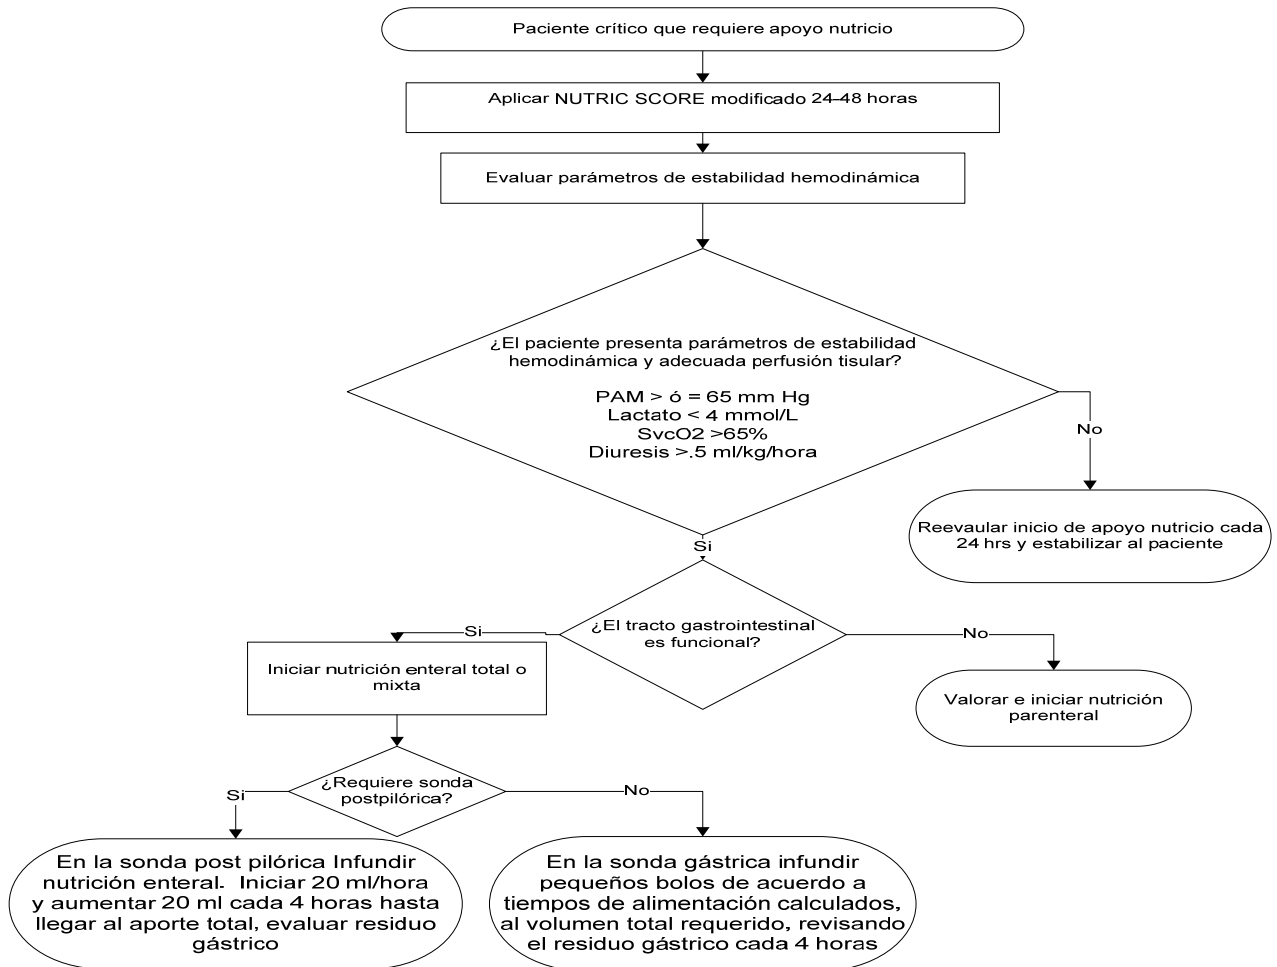 Paciente crítico que requiere apoyo nutricio
Aplicar NUTRIC SCORE modificado 24-48 horas
Evaluar parámetros de estabilidad hemodinámica
¿El paciente presenta parámetros de estabilidad
hemodinámica y adecuada perfusión tisular?
PAM > ó = 65 mm Hg
Lactato < 4 mmol/L
SvcO2 >65%
Diuresis >.5 ml/kg/hora
No
Reevaular inicio de apoyo nutricio cada
24 hrs y estabilizar al paciente
Si
¿El tracto gastrointestinal
es funcional?
Si
No
Iniciar nutrición enteral total o
mixta
Valorar e iniciar nutrición
parenteral
¿Requiere sonda
postpilórica?
Si
No
En la sonda post pilórica Infundir
nutrición enteral.  Iniciar 20 ml/hora
y aumentar 20 ml cada 4 horas hasta
llegar al aporte total, evaluar residuo
gástrico
En la sonda gástrica infundir
pequeños bolos de acuerdo a
tiempos de alimentación calculados,
al volumen total requerido, revisando
el residuo gástrico cada 4 horas